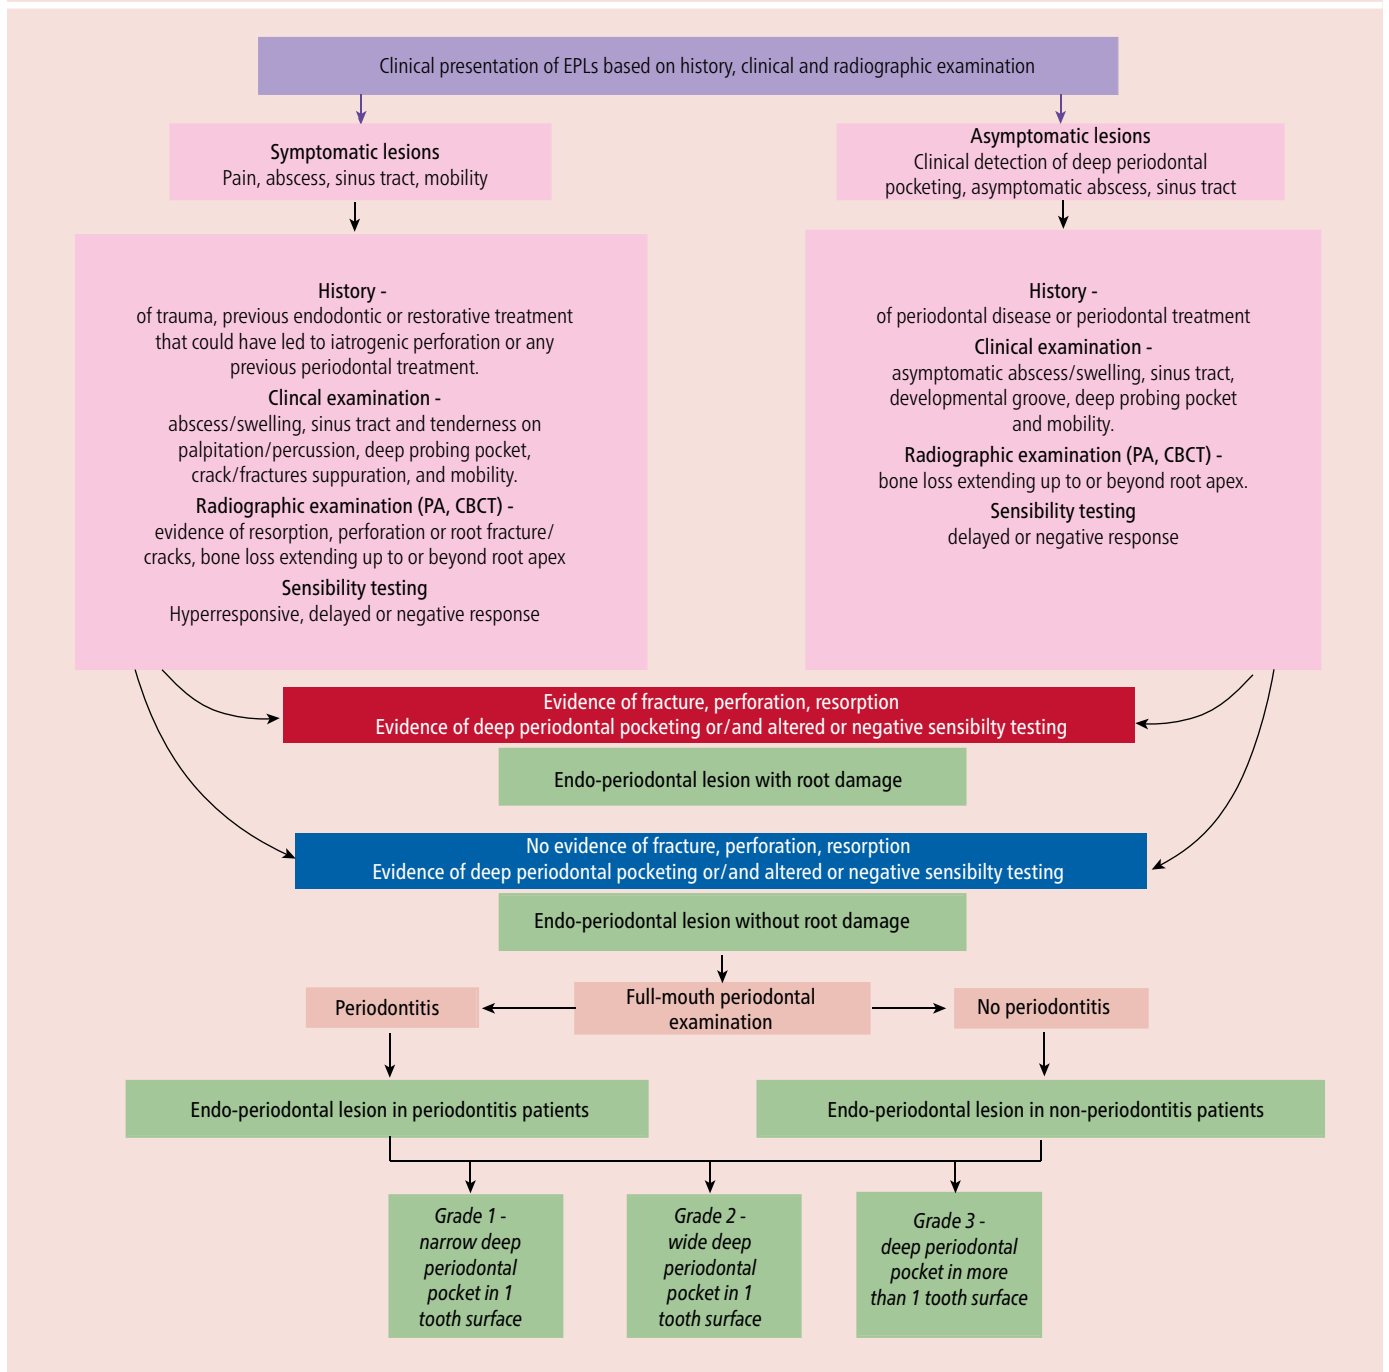 Clinical presentation of EPLs based on history, clinical and radiographic examination
Symptomatic lesions
Pain, abscess, sinus tract, mobility
Asymptomatic lesions
Clinical detection of deep periodontal
pocketing, asymptomatic abscess, sinus tract
History -
of trauma, previous endodontic or restorative treatment
that could have led to iatrogenic perforation or any
previous periodontal treatment.
Clincal examination -
abscess/swelling, sinus tract and tenderness on
palpitation/percussion, deep probing pocket,
crack/fractures suppuration, and mobility.
Radiographic examination (PA, CBCT) -
evidence of resorption, perforation or root fracture/
cracks, bone loss extending up to or beyond root apex
Sensibility testing
Hyperresponsive, delayed or negative response
History -
of periodontal disease or periodontal treatment
Clinical examination -
asymptomatic abscess/swelling, sinus tract,
developmental groove, deep probing pocket
and mobility.
Radiographic examination (PA, CBCT) -
bone loss extending up to or beyond root apex.
Sensibility testing
delayed or negative response
Evidence of fracture, perforation, resorption
Evidence of deep periodontal pocketing or/and altered or negative sensibilty testing
Endo-periodontal lesion with root damage
No evidence of fracture, perforation, resorption
Evidence of deep periodontal pocketing or/and altered or negative sensibilty testing
Endo-periodontal lesion without root damage
Periodontitis
Full-mouth periodontal
examination
No periodontitis
Endo-periodontal lesion in periodontitis patients
Endo-periodontal lesion in non-periodontitis patients
Grade 1 -
narrow deep
periodontal
pocket in 1
tooth surface
Grade 2 -
wide deep
periodontal
pocket in 1
tooth surface
Grade 3 -
deep periodontal
pocket in more
than 1 tooth surface